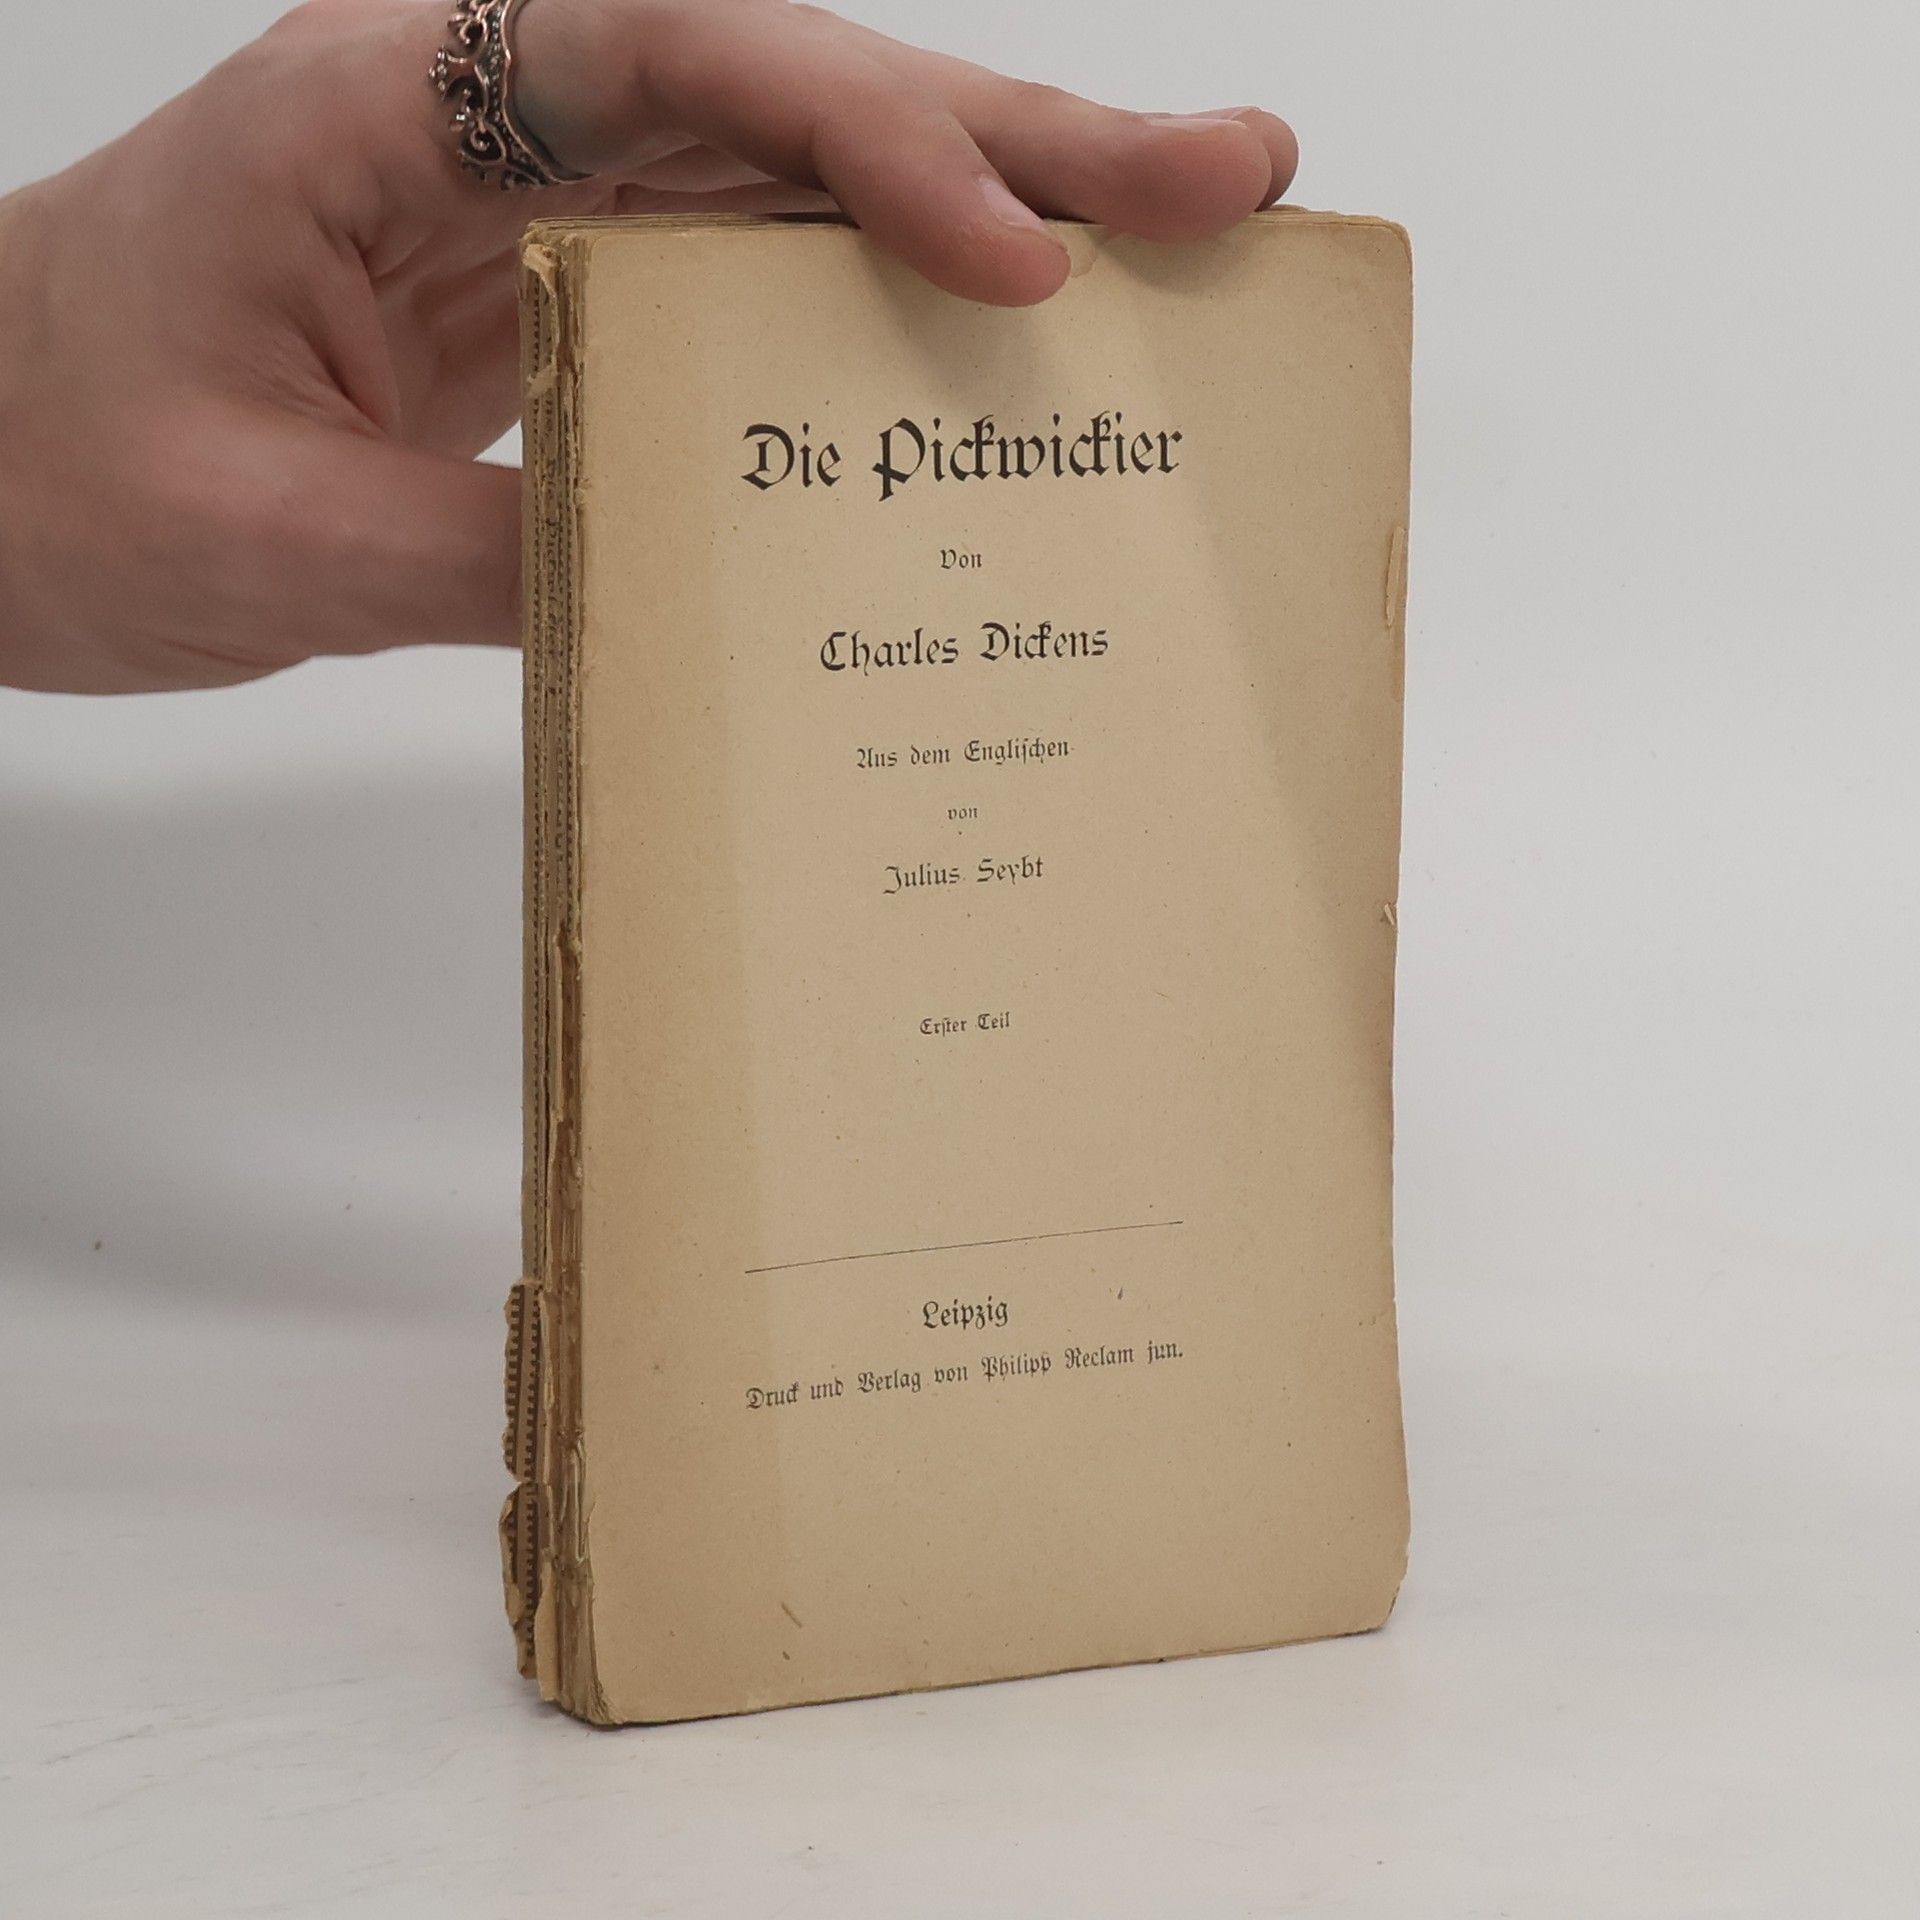 Die Pickwickier
Von
Charles Dickens
Aus dem Englischen
von
Julius Seybt
Erster Teil
Leipzig
Druck und Verlag von Philipp Reclam jun.